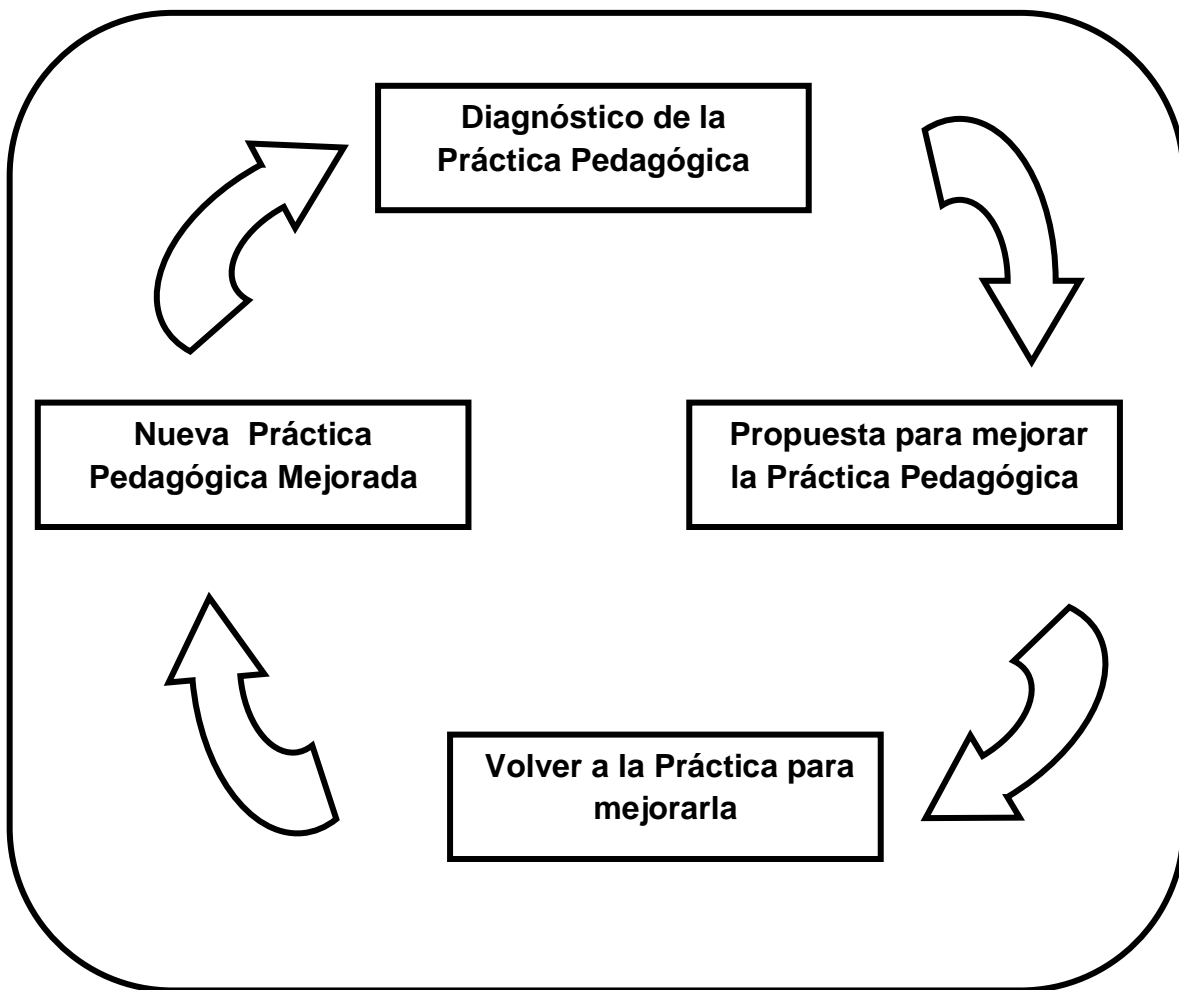 Diagnóstico de la
Práctica Pedagógica
Nueva Práctica
Pedagógica Mejorada
Propuesta para mejorar
la Práctica Pedagógica
Volver a la Práctica para
mejorarla